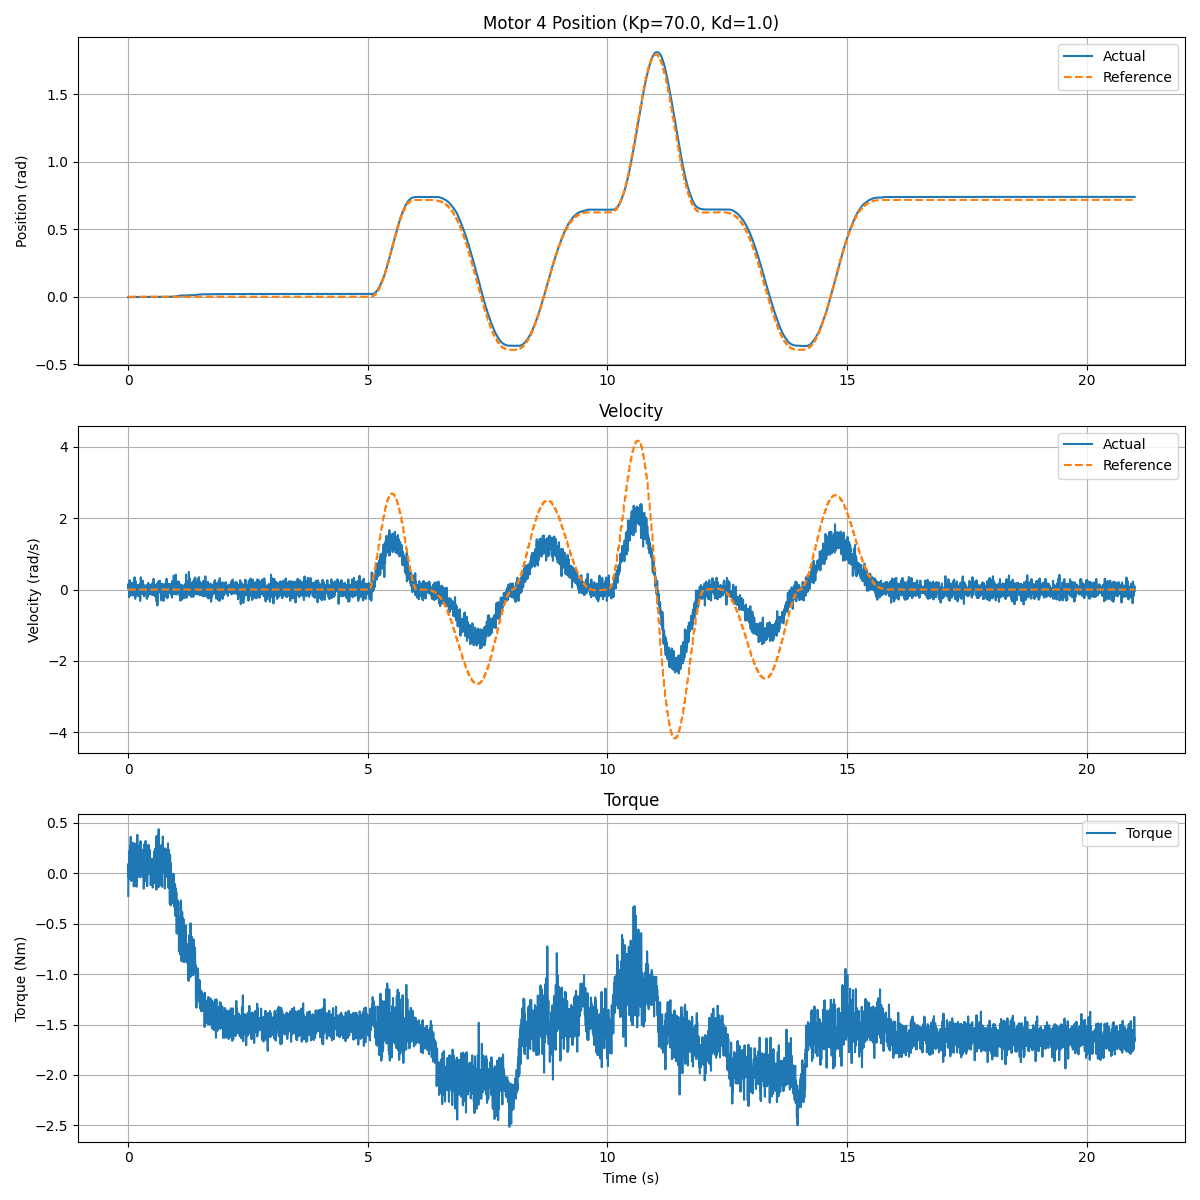 Motor 4 Position (Kp=70.0, Kd=1.0)
Actual
Reference
Position (rad)
1.5
1.0
0.5
0.0
−0.5
0 5 10 15 20
Velocity
Actual
Reference
Velocity (rad/s)
4
2
0
−2
−4
0 5 10 15 20
Torque
Torque
Torque (Nm)
0.5
0.0
−0.5
−1.0
−1.5
−2.0
−2.5
0 5 10 15 20
Time (s)